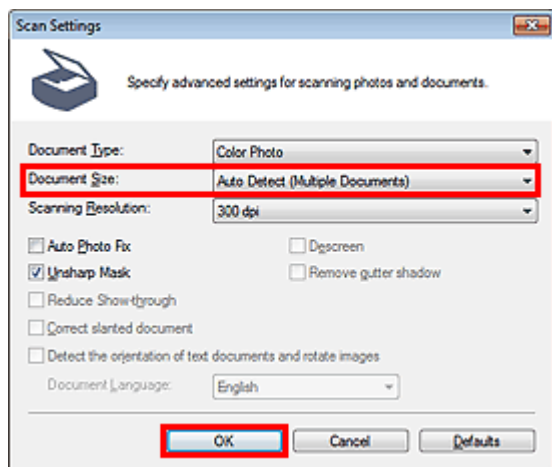 Scan Settings
Specify advanced settings for scanning photos and documents.
Document Type: Color Photo
Document Size: Auto Detect (Multiple Documents)
Scanning Resolution: 300 dpi
Auto Photo Fix Descreen
Unsharp Mask Remove gutter shadow
Reduce Show-through
Correct slanted document
Detect the orientation of text documents and rotate images
Document Language: English
OK Cancel Defaults